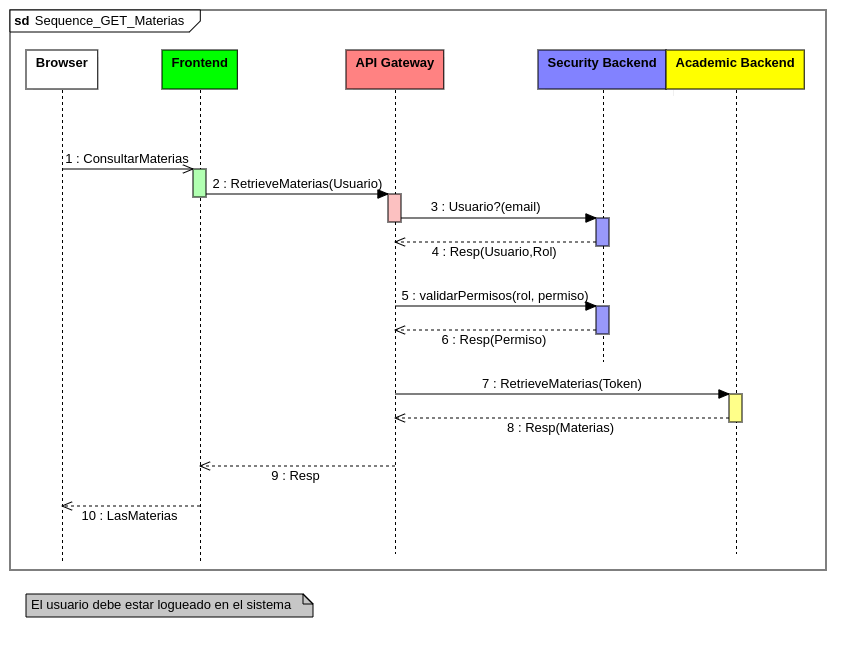 sd Sequence_GET_Materias
Browser
Frontend
API Gateway
Security Backend
Academic Backend
1 : ConsultarMaterias
2 : RetrieveMaterias(Usuario)
3 : Usuario?(email)
4 : Resp(Usuario,Rol)
5 : validarPermisos(rol, permiso)
6 : Resp(Permiso)
7 : RetrieveMaterias(Token)
8 : Resp(Materias)
9 : Resp
10 : LasMaterias
El usuario debe estar logueado en el sistema